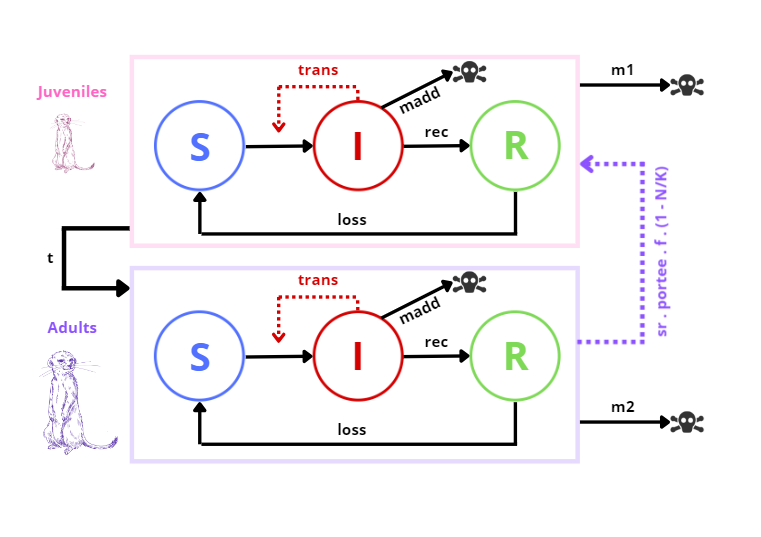 Juveniles
trans
madd
S
I
R
rec
loss
m1
t
sr . portee . f . (1 - N/K)
Adults
trans
madd
S
I
R
rec
loss
m2